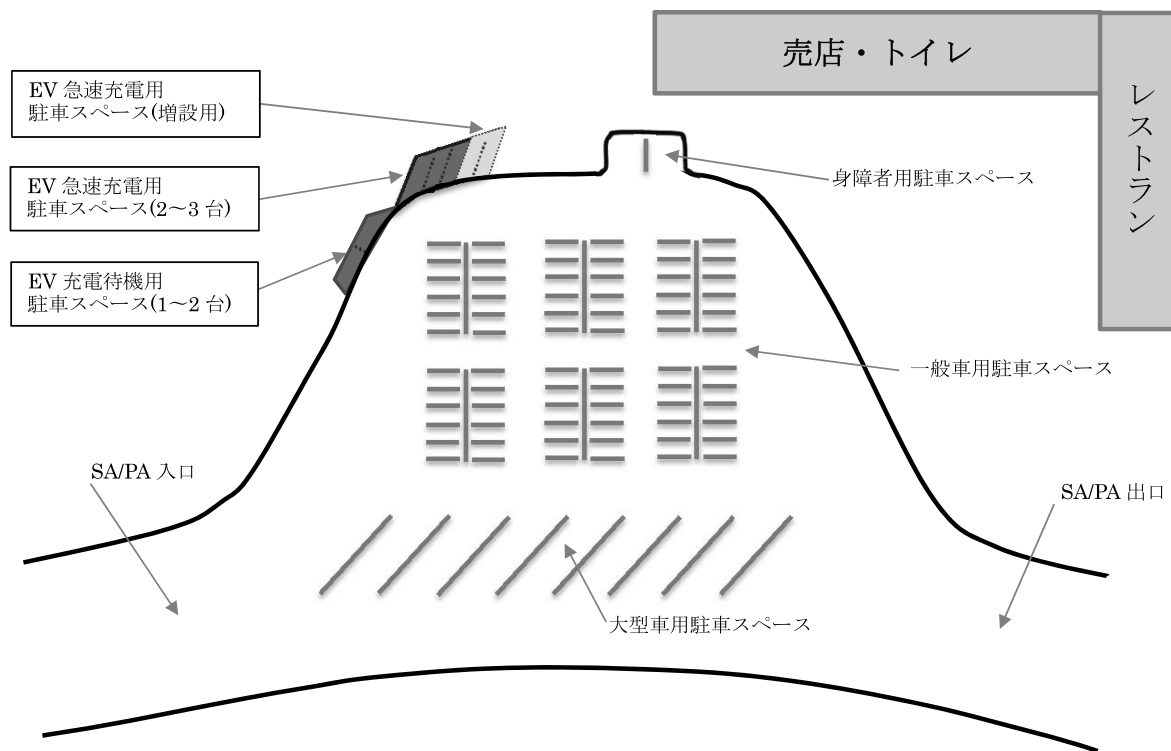 売店・トイレ
レストラン
EV 急速充電用
駐車スペース(増設用)
EV 急速充電用
駐車スペース(2～3 台)
EV 充電待機用
駐車スペース(1～2 台)
身障者用駐車スペース
一般車用駐車スペース
SA/PA 入口
SA/PA 出口
大型車用駐車スペース